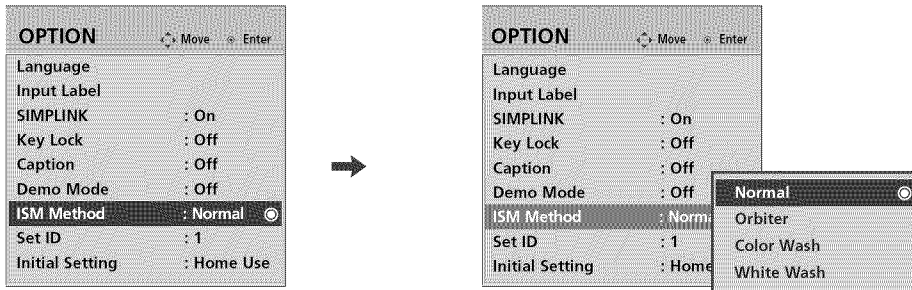 OPTION Move Enter
Language
Input Label
SIMPLINK : On
Key Lock : Off
Caption : Off
Demo Mode : Off
ISM Method : Normal
Set ID : 1
Initial Setting : Home Use
OPTION Move Enter
Language
Input Label
SIMPLINK : On
Key Lock : Off
Caption : Off
Demo Mode : Off
ISM Method : Norma
Set ID : 1
Initial Setting : Home
Normal
Orbiter
Color Wash
White Wash